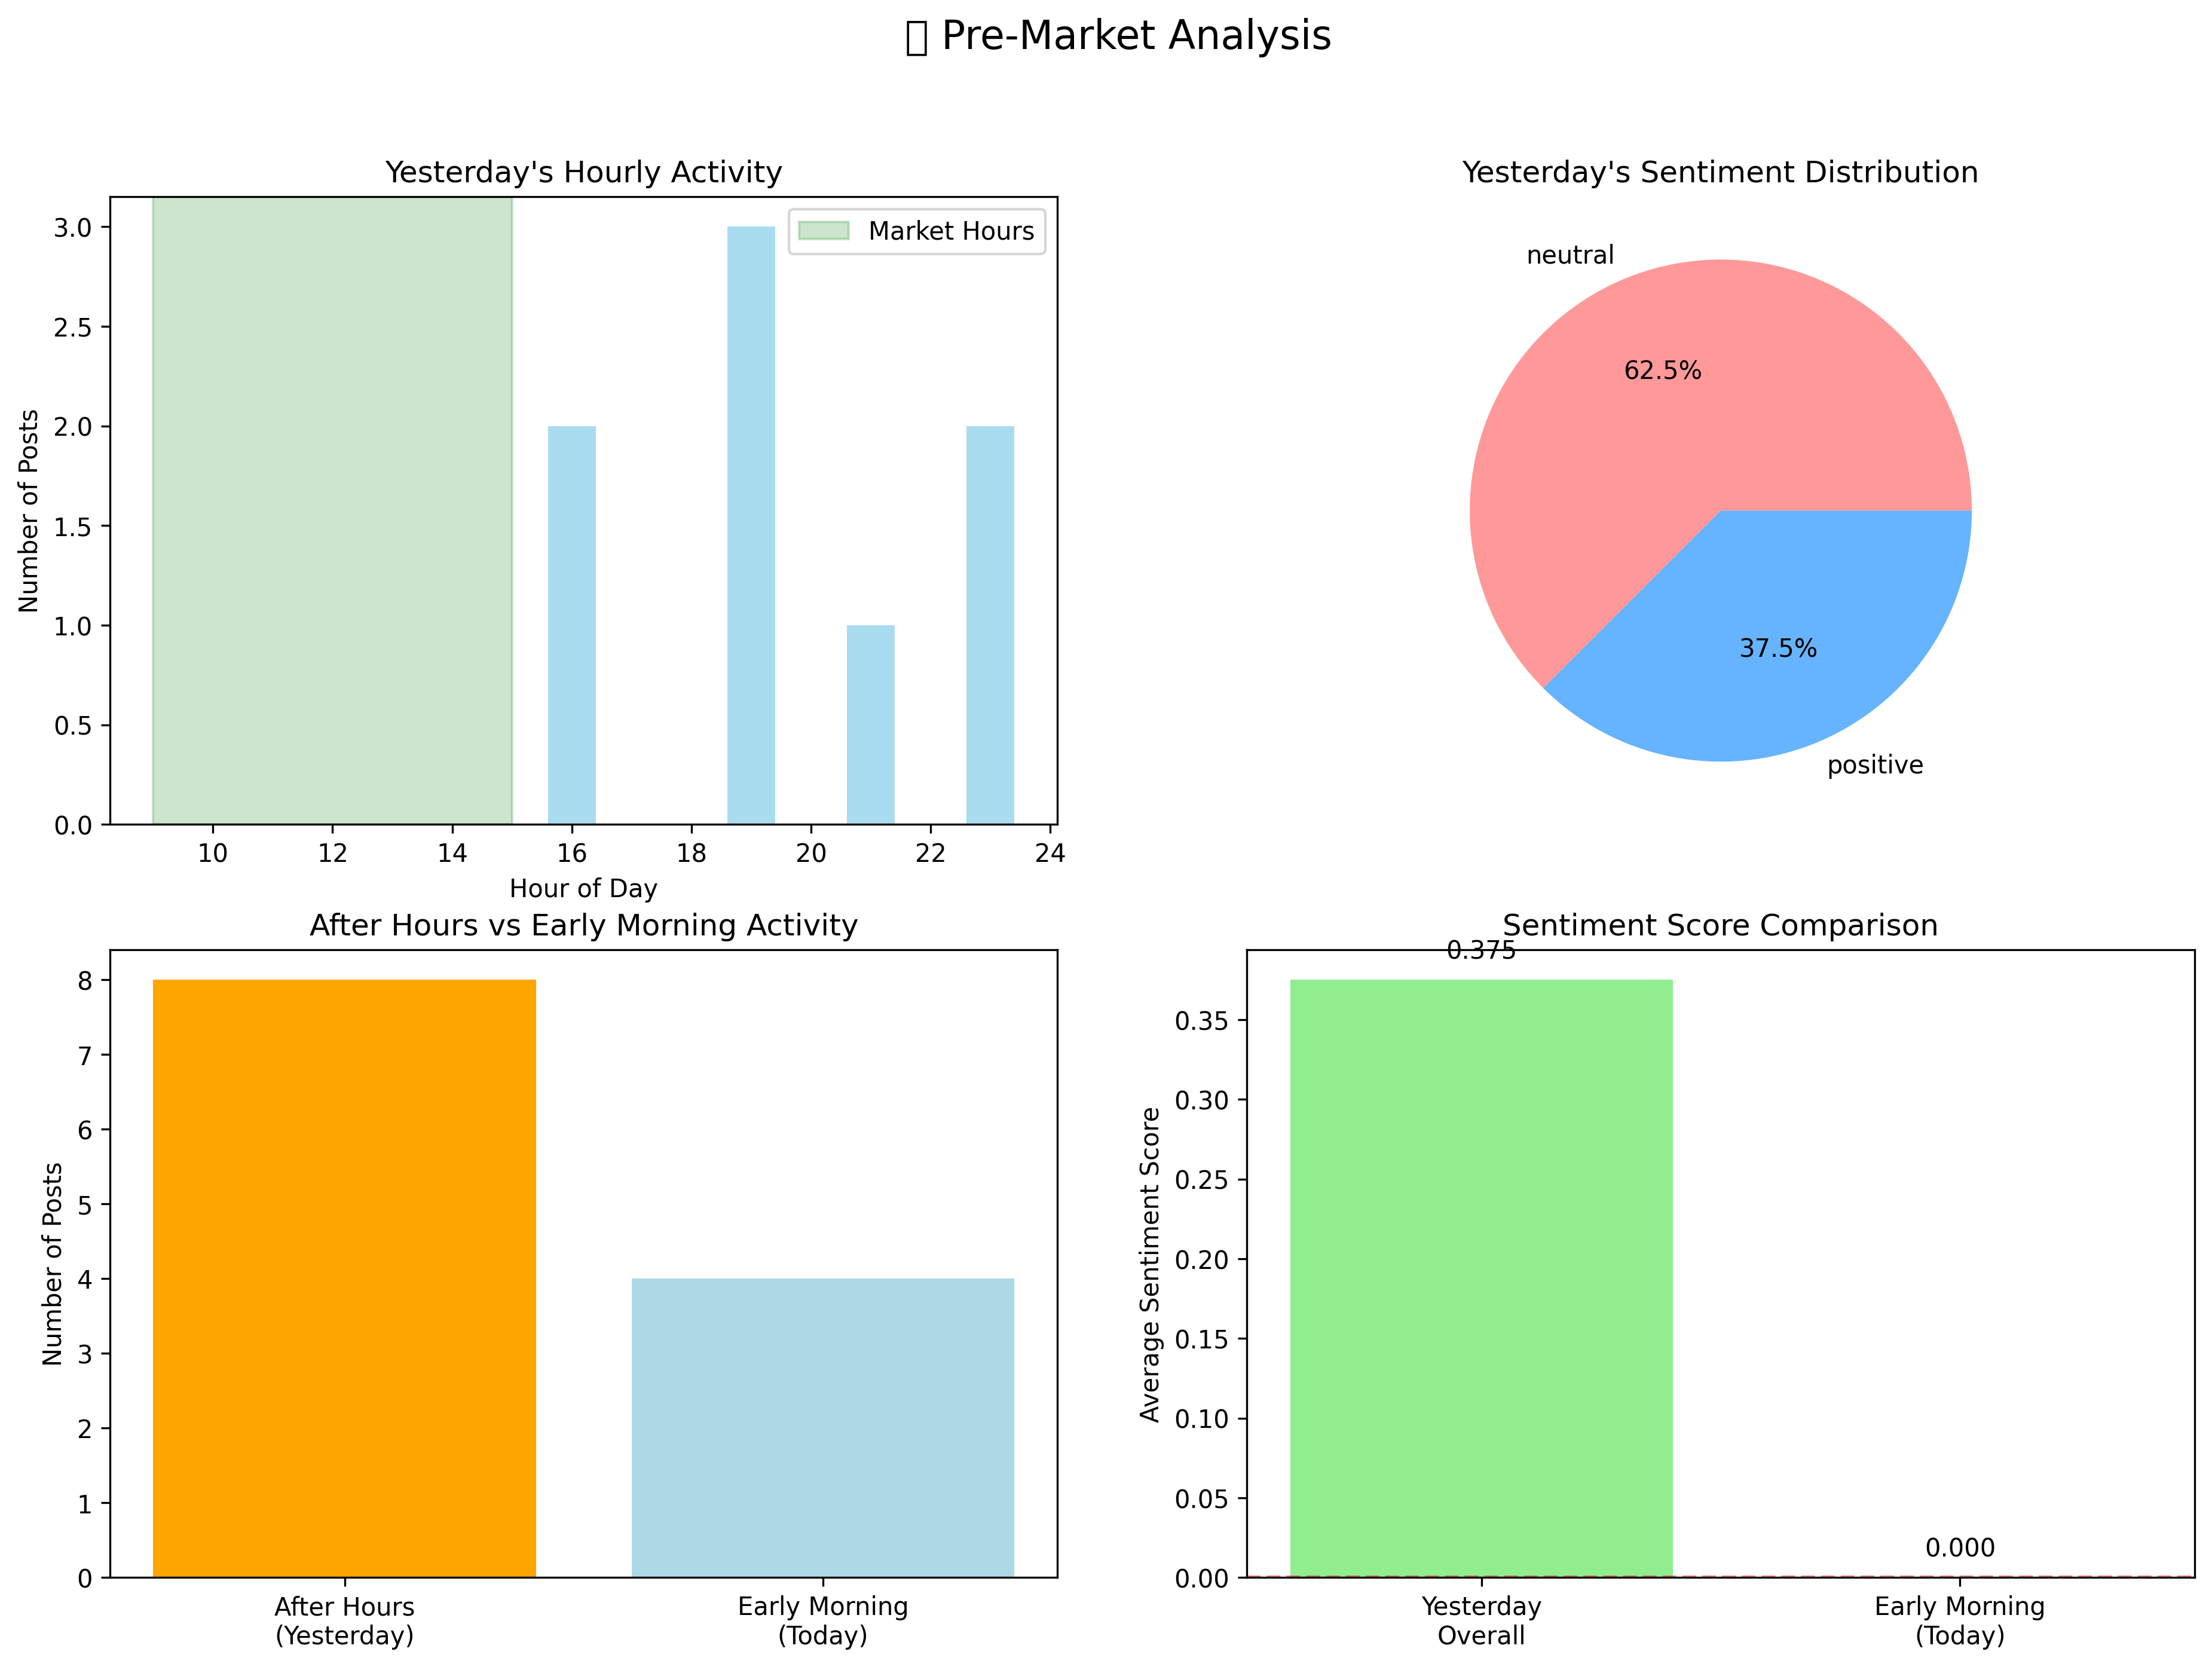 Pre-Market Analysis
Yesterday's Hourly Activity
Market Hours
Number of Posts
3.0
2.5
2.0
1.5
1.0
0.5
0.0
10 12 14 16 18 20 22 24
Hour of Day
Yesterday's Sentiment Distribution
neutral
62.5%
37.5%
positive
After Hours vs Early Morning Activity
Number of Posts
8
7
6
5
4
3
2
1
0
After Hours
(Yesterday)
Early Morning
(Today)
Sentiment Score Comparison
0.375
Average Sentiment Score
0.35
0.30
0.25
0.20
0.15
0.10
0.05
0.00
0.000
Yesterday
Overall
Early Morning
(Today)